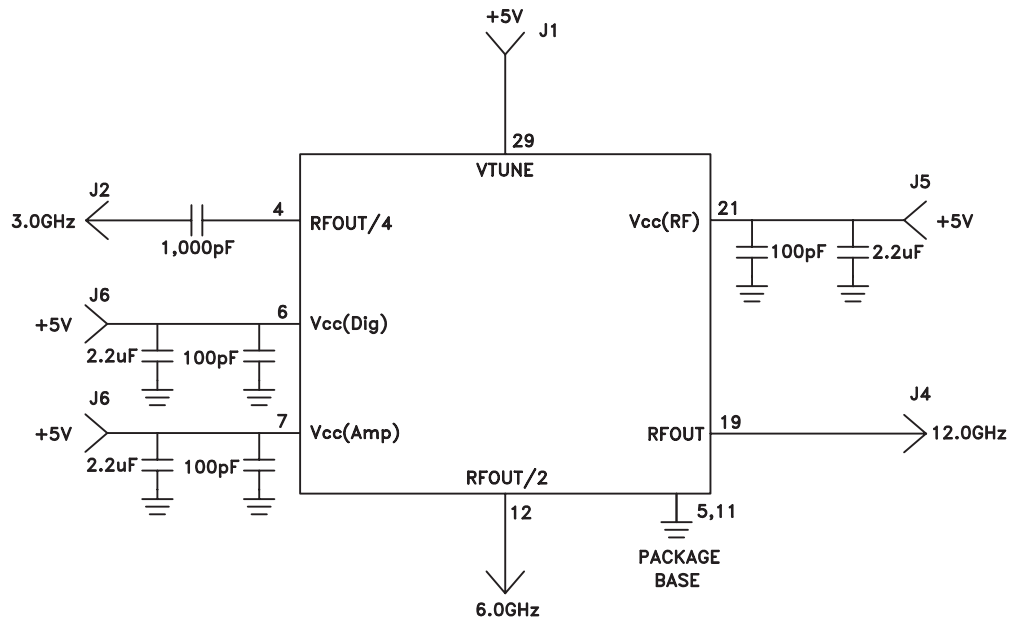 +5V
J1
29
VTUNE
J2
3.0GHz
1,000pF
4
RFOUT/4
Vcc(RF)
21
J5
+5V
100pF
2.2uF
J6
+5V
6
Vcc(Dig)
2.2uF
100pF
J6
+5V
7
Vcc(Amp)
2.2uF
100pF
RFOUT
19
J4
12.0GHz
RFOUT/2
12
6.0GHz
5,11
PACKAGE
BASE